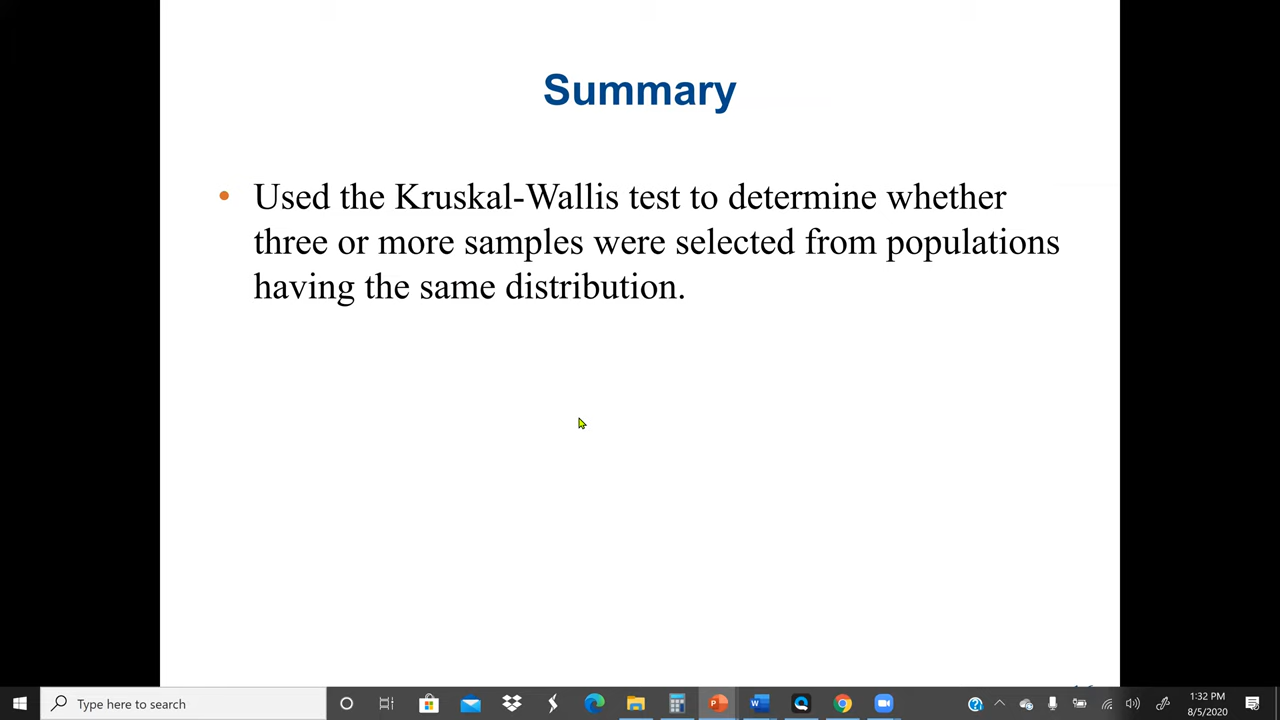 Summary
• Used the Kruskal-Wallis test to determine whether
three or more samples were selected from populations
having the same distribution.
Type here to search
1:32 PM
8/5/2020